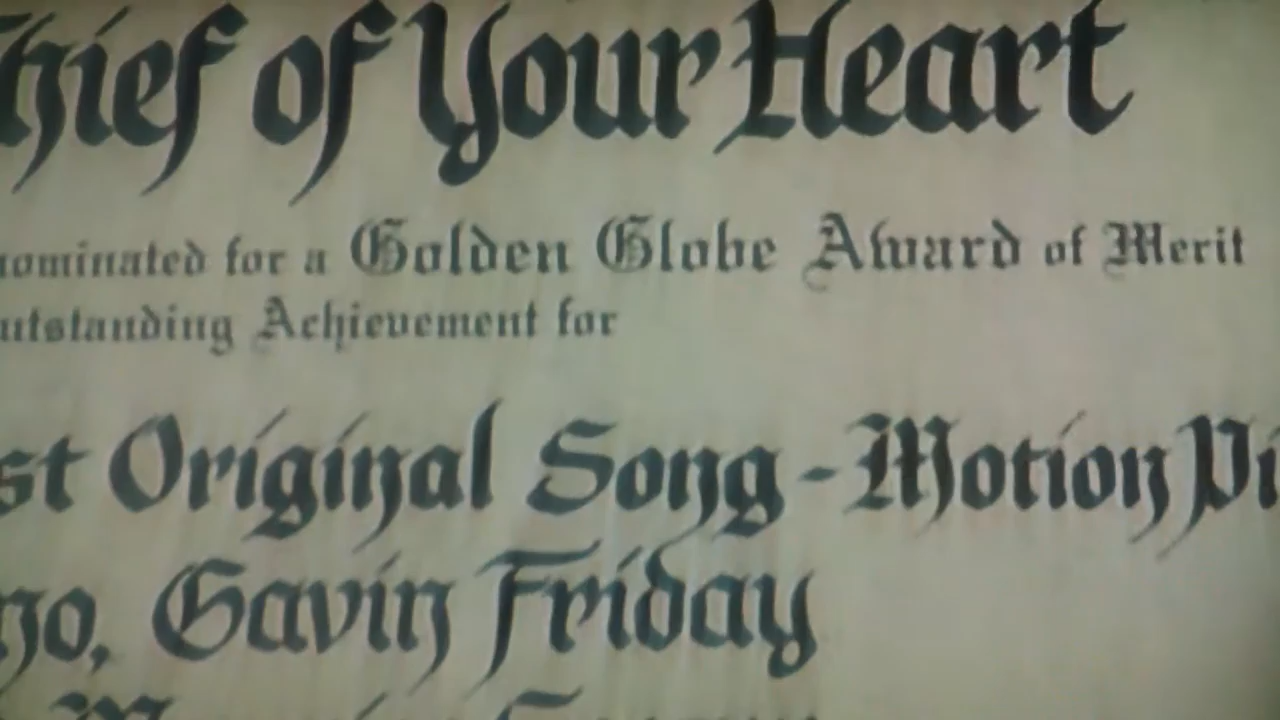 hief of Your Heart
nominated for a Golden Globe Award of Merit
utstanding Achievement for
st Original Song - Motion Pi
no, Gavin Friday